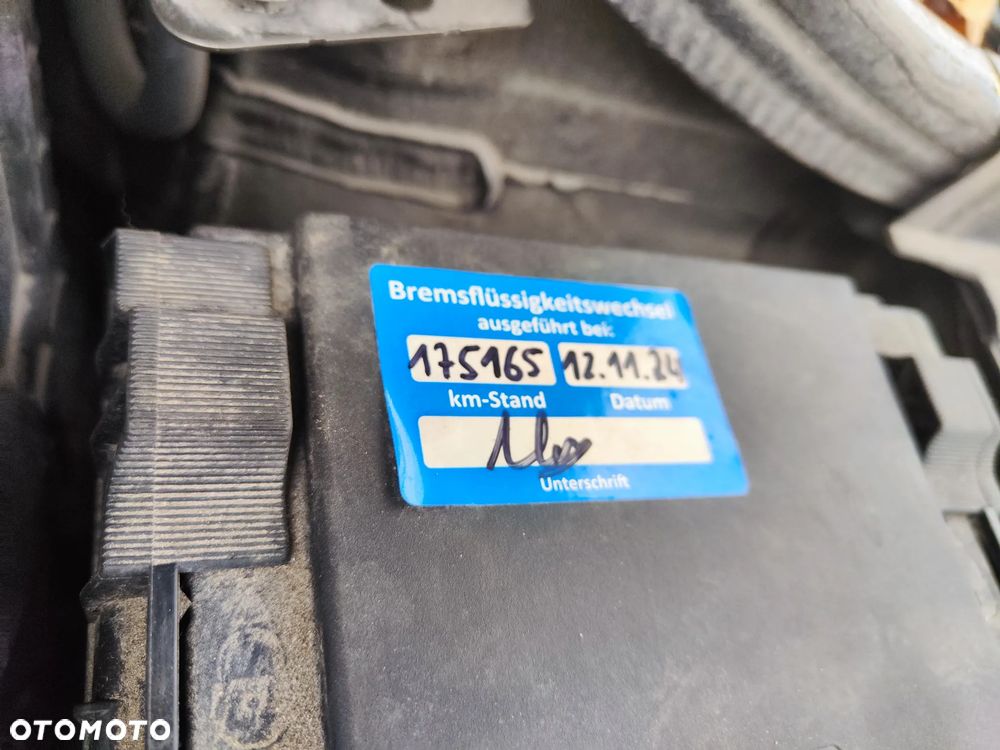 Bremsflüssigkeitswechsel
ausgeführt bei:
175165 12.11.24
km-Stand Datum
Unterschrift
OTOMOTO